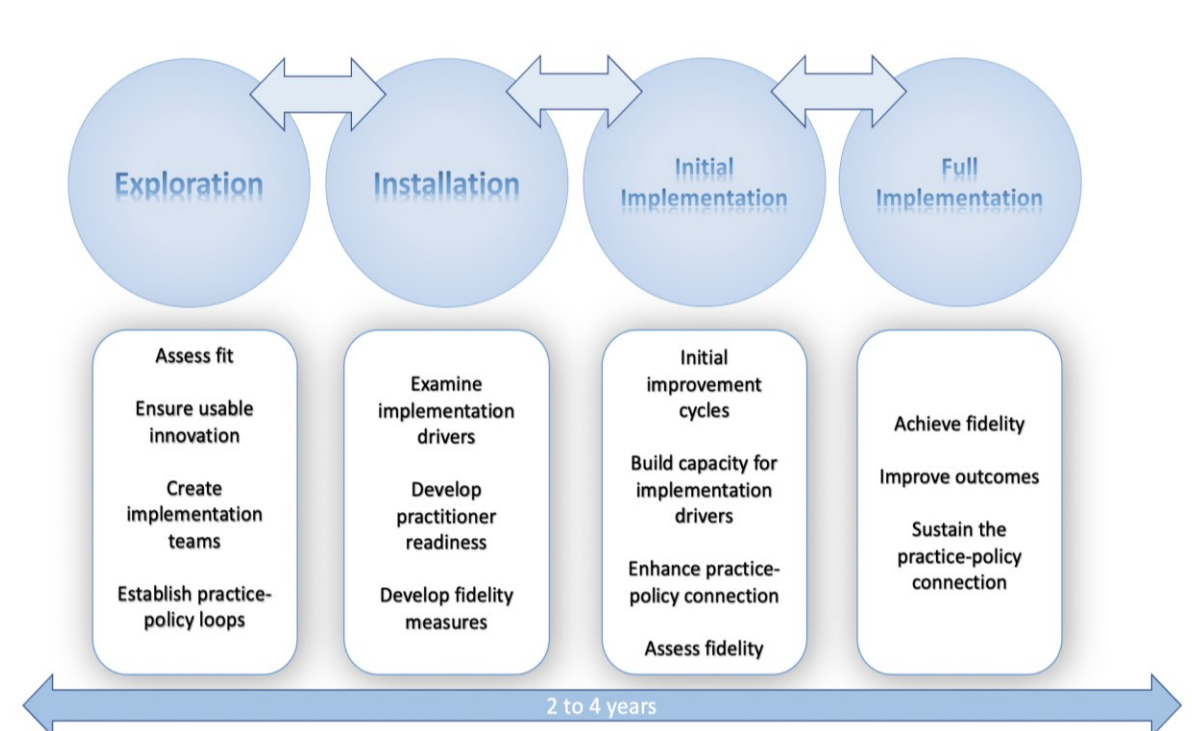 Exploration
Installation
Initial
Implementation
Full
Implementation
Assess fit
Ensure usable
innovation
Create
implementation
teams
Establish practice-
policy loops
Examine
implementation
drivers
Develop
practitioner
readiness
Develop fidelity
measures
Initial
improvement
cycles
Build capacity for
implementation
drivers
Enhance practice-
policy connection
Assess fidelity
Achieve fidelity
Improve outcomes
Sustain the
practice-policy
connection
2 to 4 years